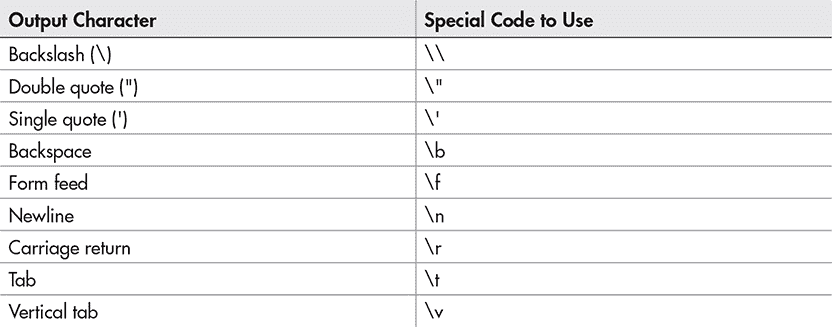 Output Character Special Code to Use
Backslash (\) \\
Double quote (") \"
Single quote (') \'
Backspace \b
Form feed \f
Newline \n
Carriage return \r
Tab \t
Vertical tab \v